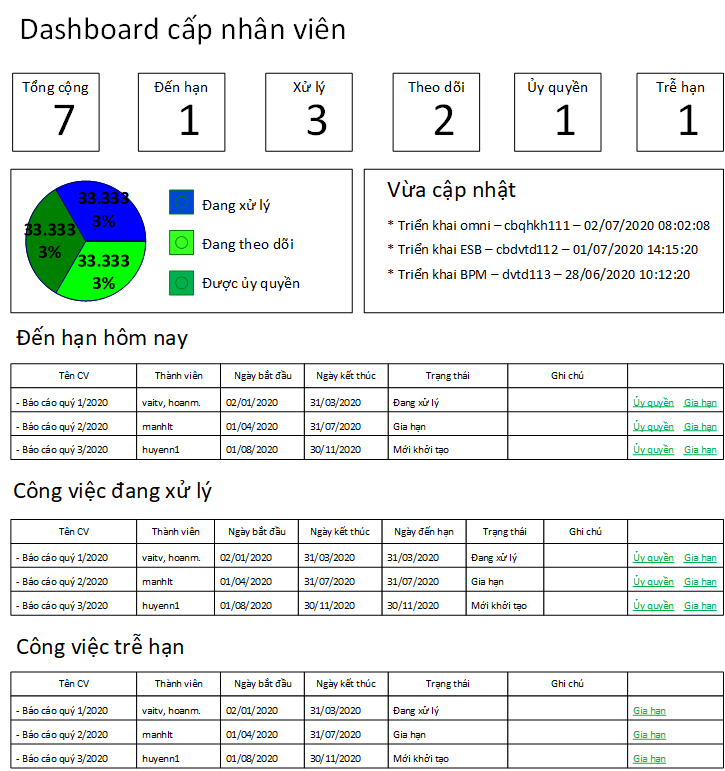 Dashboard cấp nhân viên
Tổng cộng Đến hạn Xử lý Theo dõi Ủy quyền Trễ hạn
7 1 3 2 1 1
33.333
3%
33.333
3%
33.333
3%
Đang xử lý
Đang theo dõi
Được ủy quyền
Vừa cập nhật
* Triển khai omni – cbqhkh111 – 02/07/2020 08:02:08
* Triển khai ESB – cbdvtd112 – 01/07/2020 14:15:20
* Triển khai BPM – dvtd113 – 28/06/2020 10:12:20
Đến hạn hôm nay
Tên CV Thành viên Ngày bắt đầu Ngày kết thúc Trạng thái Ghi chú
- Báo cáo quý 1/2020 vaitv, hoanm. 02/01/2020 31/03/2020 Đang xử lý Ủy quyền Gia hạn
- Báo cáo quý 2/2020 manhlt 01/04/2020 31/07/2020 Gia hạn Ủy quyền Gia hạn
- Báo cáo quý 3/2020 huyenn1 01/08/2020 30/11/2020 Mới khởi tạo Ủy quyền Gia hạn
Công việc đang xử lý
Tên CV Thành viên Ngày bắt đầu Ngày kết thúc Ngày đến hạn Trạng thái Ghi chú
- Báo cáo quý 1/2020 vaitv, hoanm. 02/01/2020 31/03/2020 31/03/2020 Đang xử lý Ủy quyền Gia hạn
- Báo cáo quý 2/2020 manhlt 01/04/2020 31/07/2020 31/07/2020 Gia hạn Ủy quyền Gia hạn
- Báo cáo quý 3/2020 huyenn1 01/08/2020 30/11/2020 30/11/2020 Mới khởi tạo Ủy quyền Gia hạn
Công việc trễ hạn
Tên CV Thành viên Ngày bắt đầu Ngày kết thúc Trạng thái Ghi chú
- Báo cáo quý 1/2020 vaitv, hoanm. 02/01/2020 31/03/2020 Đang xử lý Gia hạn
- Báo cáo quý 2/2020 manhlt 01/04/2020 31/07/2020 Gia hạn Gia hạn
- Báo cáo quý 3/2020 huyenn1 01/08/2020 30/11/2020 Mới khởi tạo Gia hạn